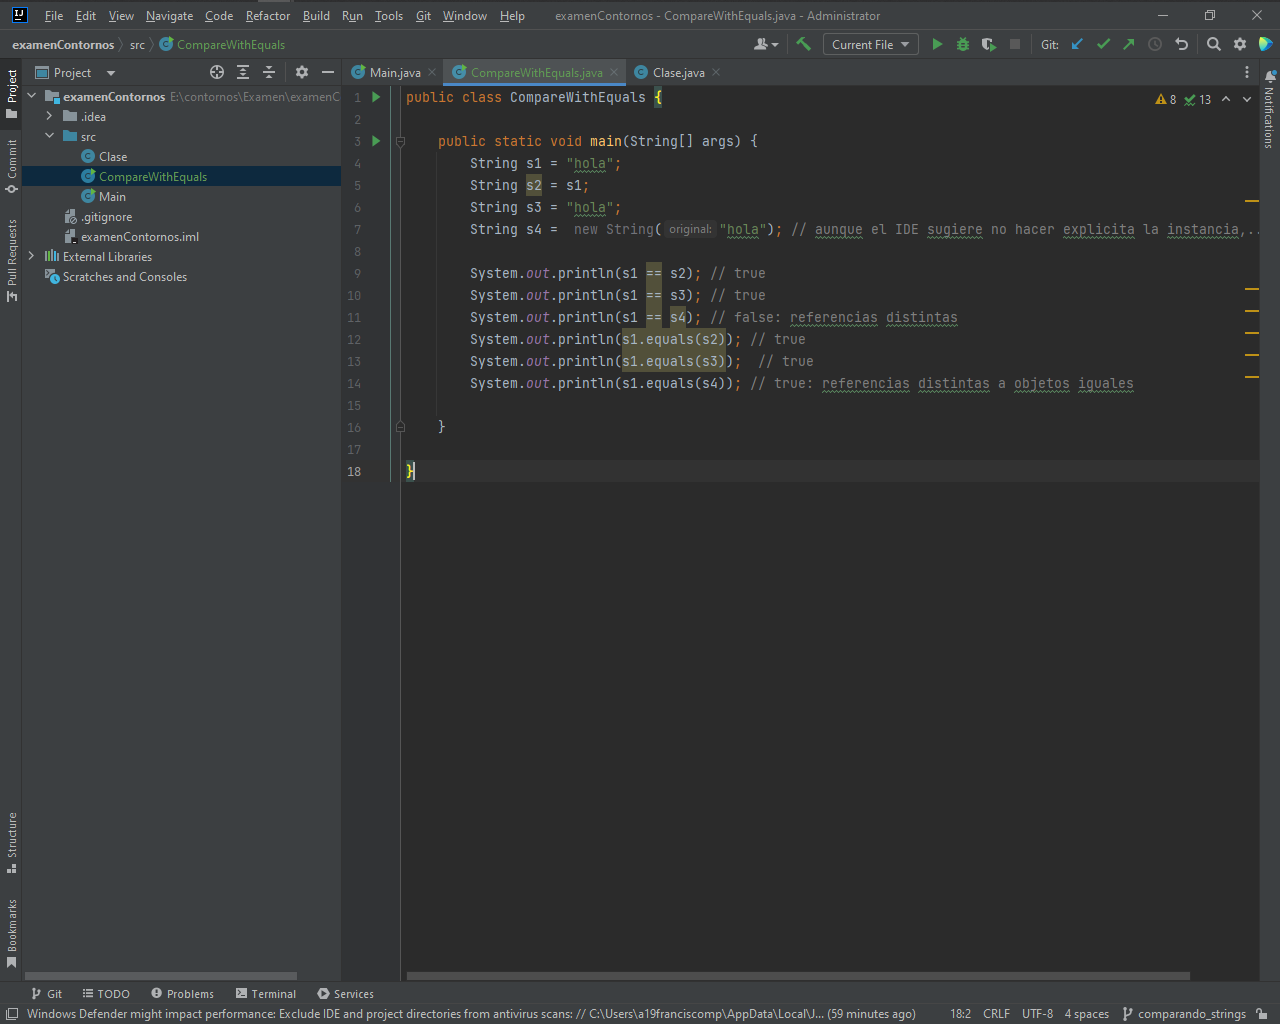 File Edit View Navigate Code Refactor Build Run Tools Git Window Help examenContornos - CompareWithEquals.java - Administrator
examenContornos src CompareWithEquals Current File Git:
Project Main.java CompareWithEquals.java Clase.java
Project
Commit
Pull Requests
Structure
Bookmarks
Notifications
examenContornos E:\contornos\Examen\examenC
.idea
src
Clase
CompareWithEquals
Main
.gitignore
examenContornos.iml
External Libraries
Scratches and Consoles
8 13
1 public class CompareWithEquals {
2
3 public static void main(String[] args) {
4 String s1 = "hola";
5 String s2 = s1;
6 String s3 = "hola";
7 String s4 = new String( original: "hola"); // aunque el IDE sugiere no hacer explicita la instancia,..
8
9 System.out.println(s1 == s2); // true
10 System.out.println(s1 == s3); // true
11 System.out.println(s1 == s4); // false: referencias distintas
12 System.out.println(s1.equals(s2)); // true
13 System.out.println(s1.equals(s3)); // true
14 System.out.println(s1.equals(s4)); // true: referencias distintas a objetos iguales
15
16 }
17
18 }
Git TODO Problems Terminal Services
Windows Defender might impact performance: Exclude IDE and project directories from antivirus scans: // C:\Users\a19franciscomp\AppData\Local\J... (59 minutes ago) 18:2 CRLF UTF-8 4 spaces comparando_strings